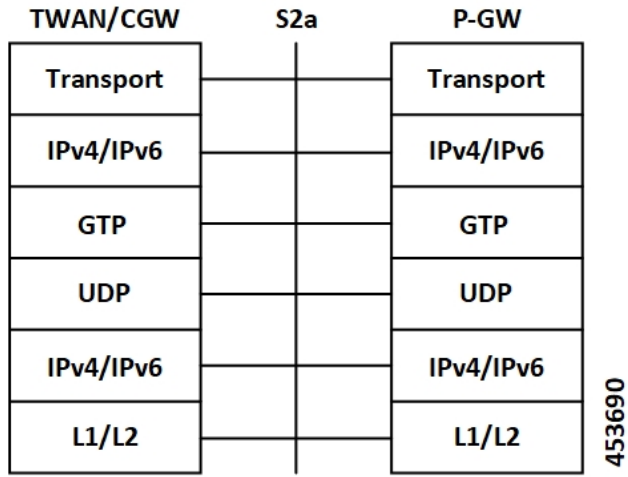 TWAN/CGW S2a P-GW
Transport Transport
IPv4/IPv6 IPv4/IPv6
GTP GTP
UDP UDP
IPv4/IPv6 IPv4/IPv6
L1/L2 L1/L2
453690